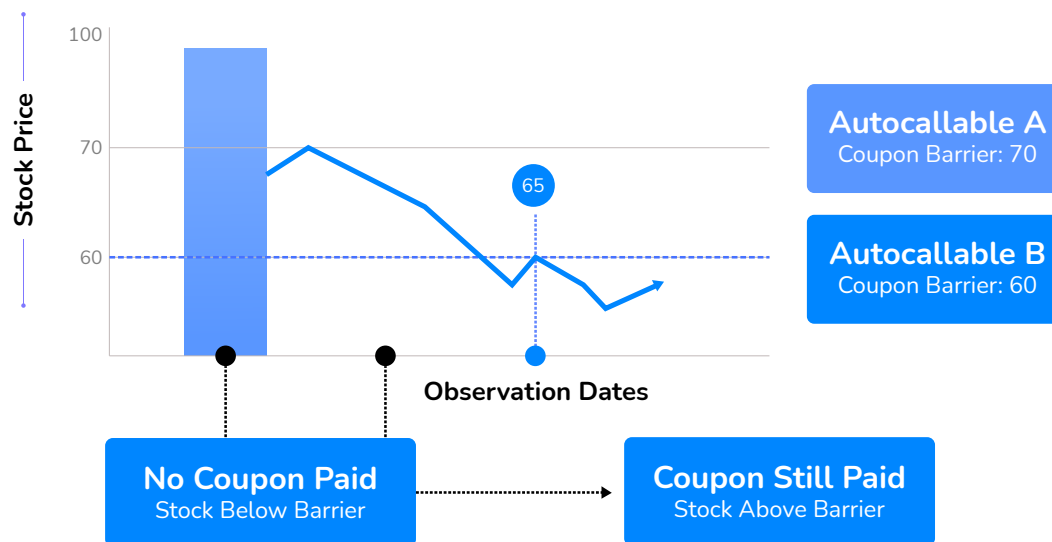 Stock Price
100
70
60
65
Autocallable A
Coupon Barrier: 70
Autocallable B
Coupon Barrier: 60
Observation Dates
No Coupon Paid
Stock Below Barrier
Coupon Still Paid
Stock Above Barrier